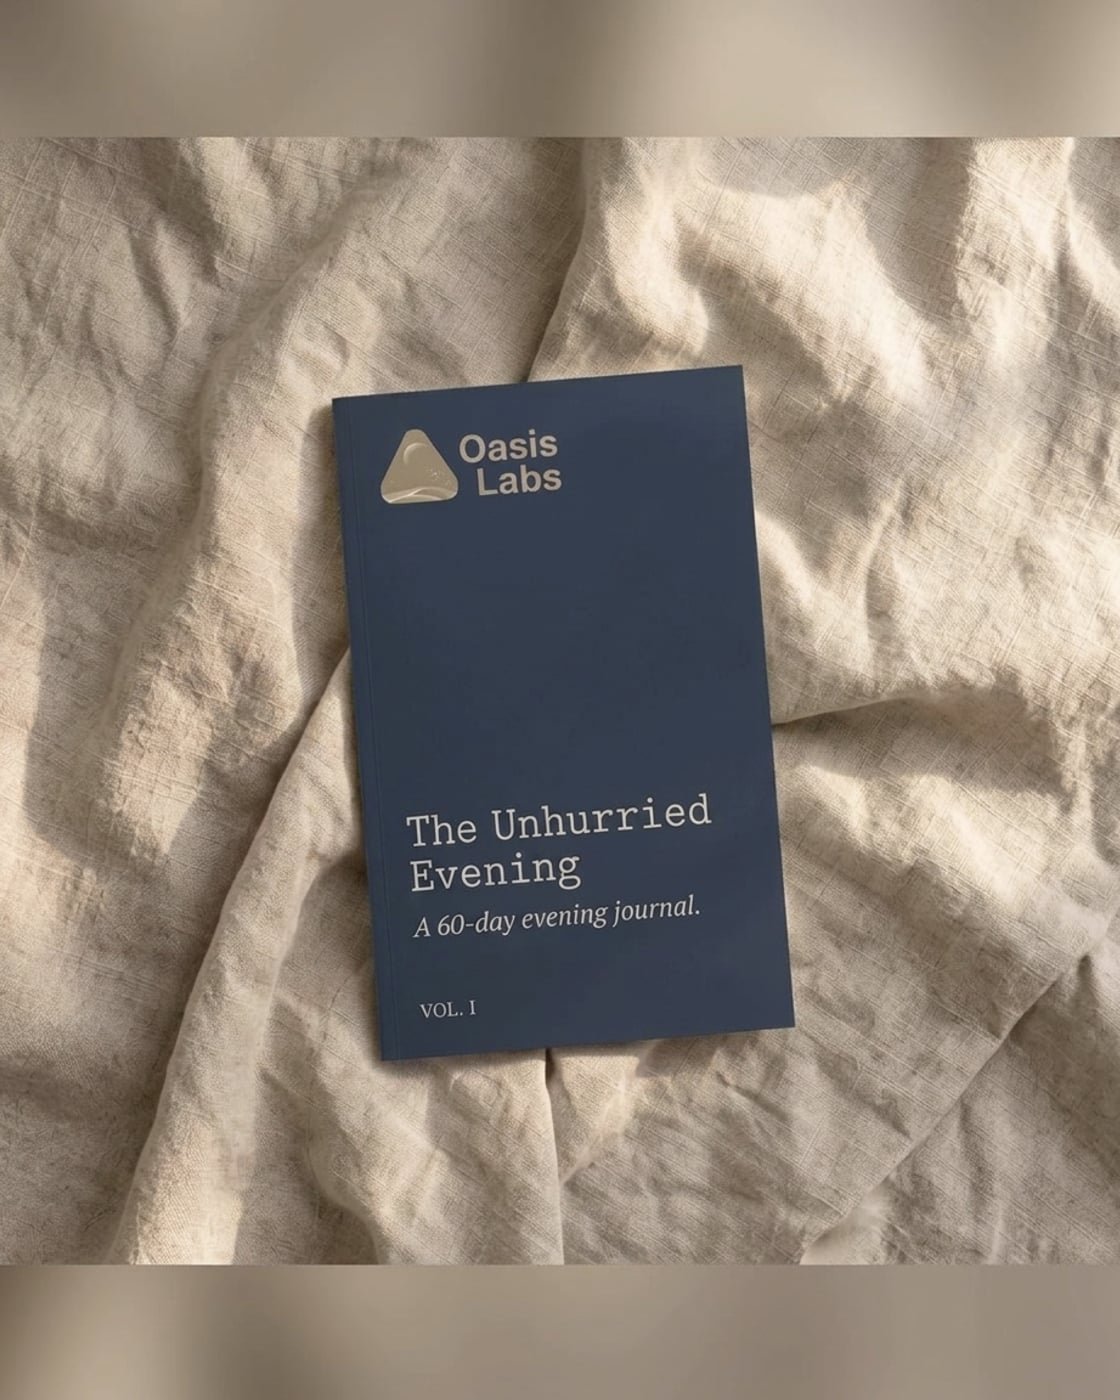 Oasis
Labs
The Unhurried
Evening
A 60-day evening journal.
VOL. I